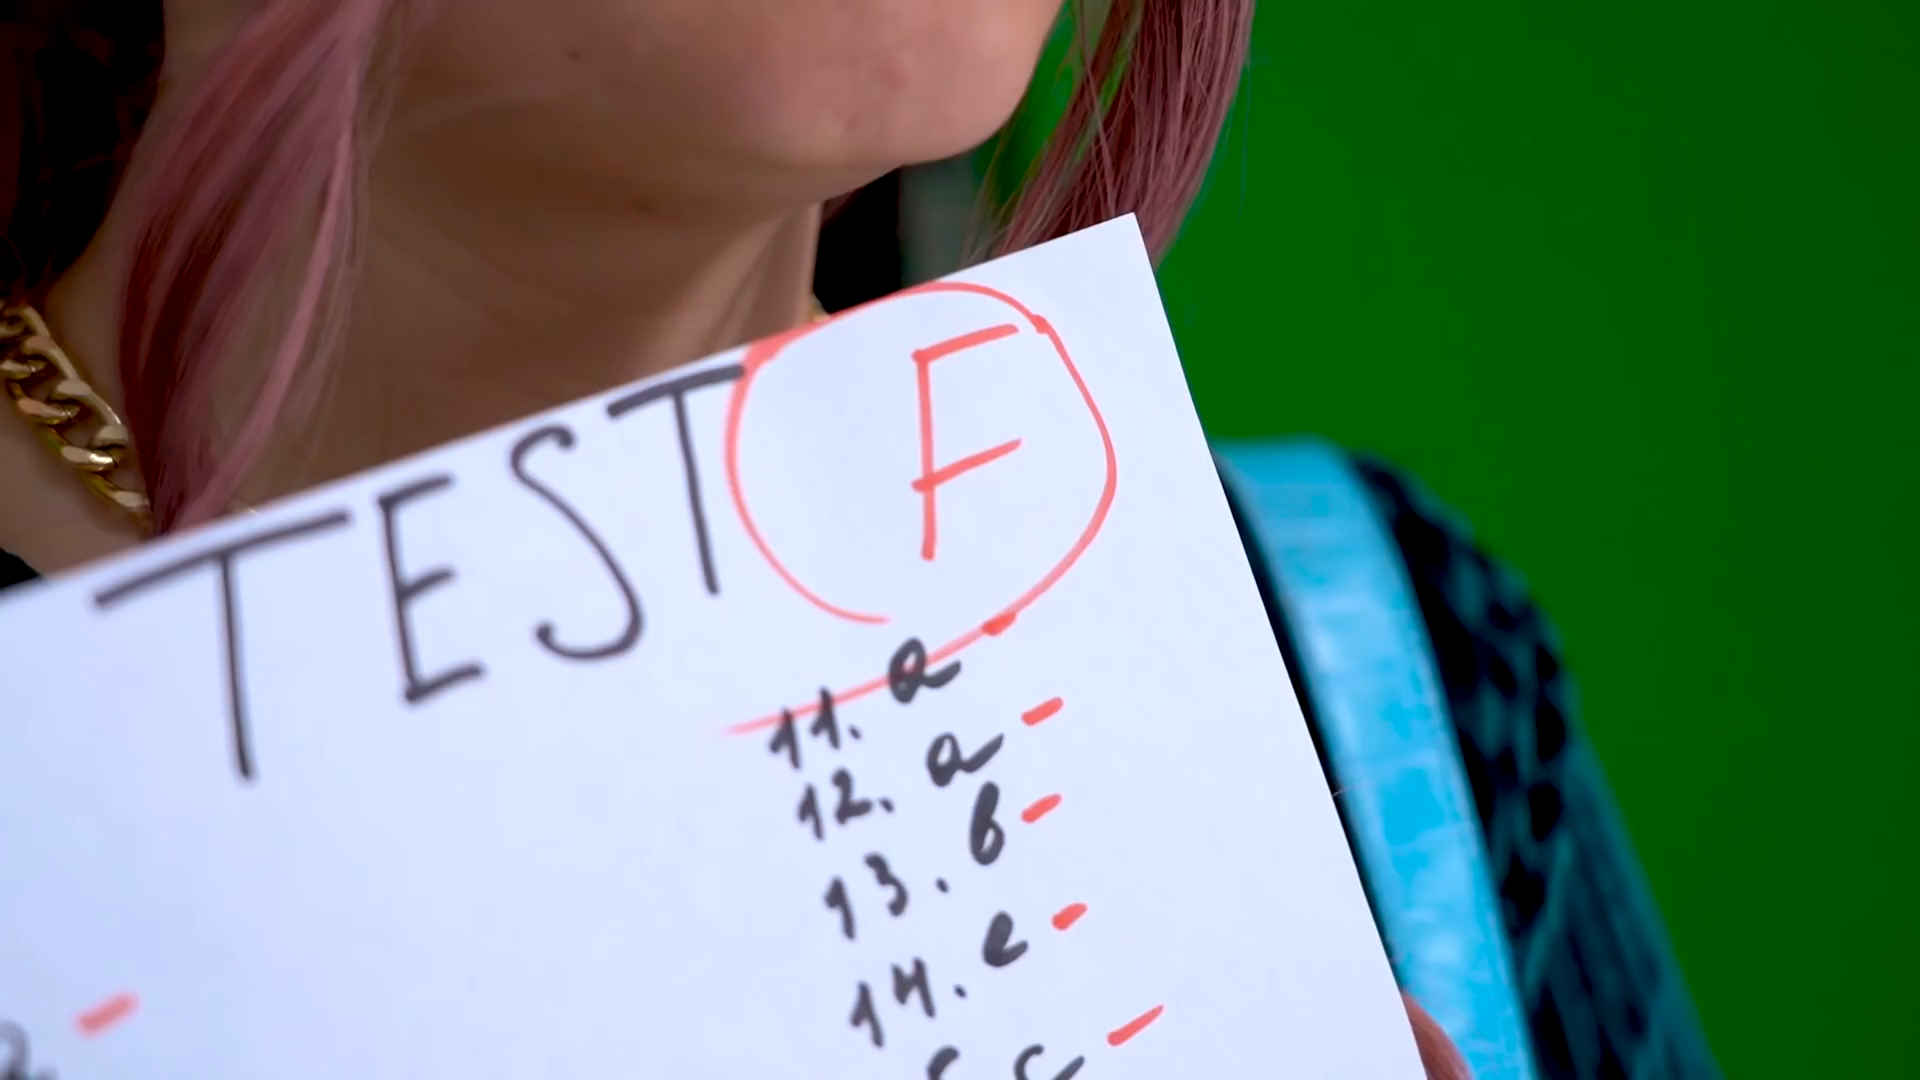 TEST F
11. a
12. a -
13. b -
14. e -